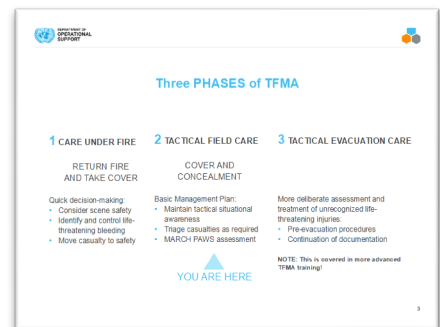 DEPARTMENT OF
OPERATIONAL
SUPPORT
Three PHASES of TFMA
1 CARE UNDER FIRE
RETURN FIRE
AND TAKE COVER
Quick decision-making:
• Consider scene safety
• Identify and control life-
threatening bleeding
• Move casualty to safety
2 TACTICAL FIELD CARE
COVER AND
CONCEALMENT
Basic Management Plan:
• Maintain tactical situational
awareness
• Triage casualties as required
• MARCH PAWS assessment
YOU ARE HERE
3 TACTICAL EVACUATION CARE
More deliberate assessment and
treatment of unrecognized life-
threatening injuries:
• Pre-evacuation procedures
• Continuation of documentation
NOTE: This is covered in more advanced
TFMA training!
3